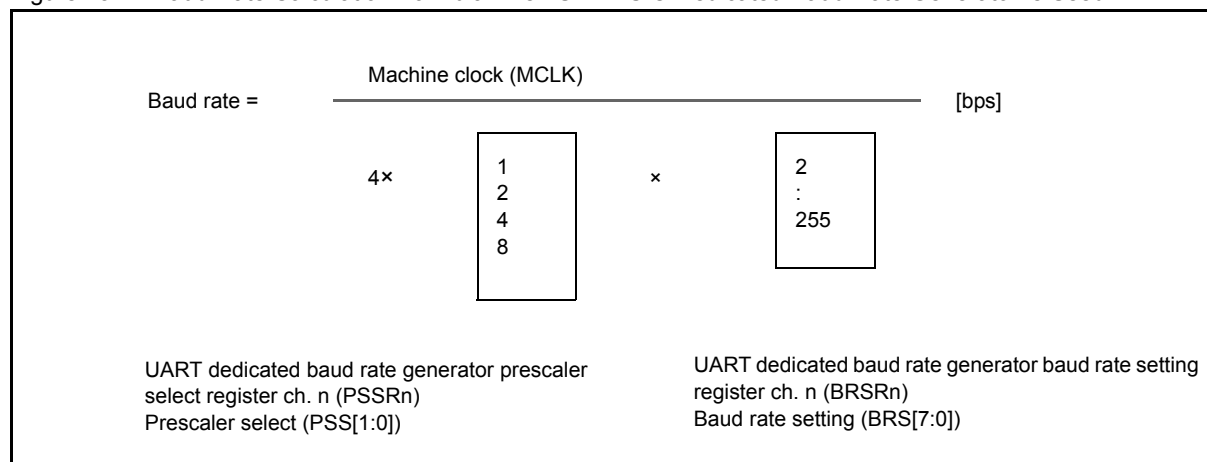 Machine clock (MCLK)
Baud rate =
[bps]
4×
1
2
4
8
×
2
:
255
UART dedicated baud rate generator prescaler
select register ch. n (PSSRn)
Prescaler select (PSS[1:0])
UART dedicated baud rate generator baud rate setting
register ch. n (BRSRn)
Baud rate setting (BRS[7:0])